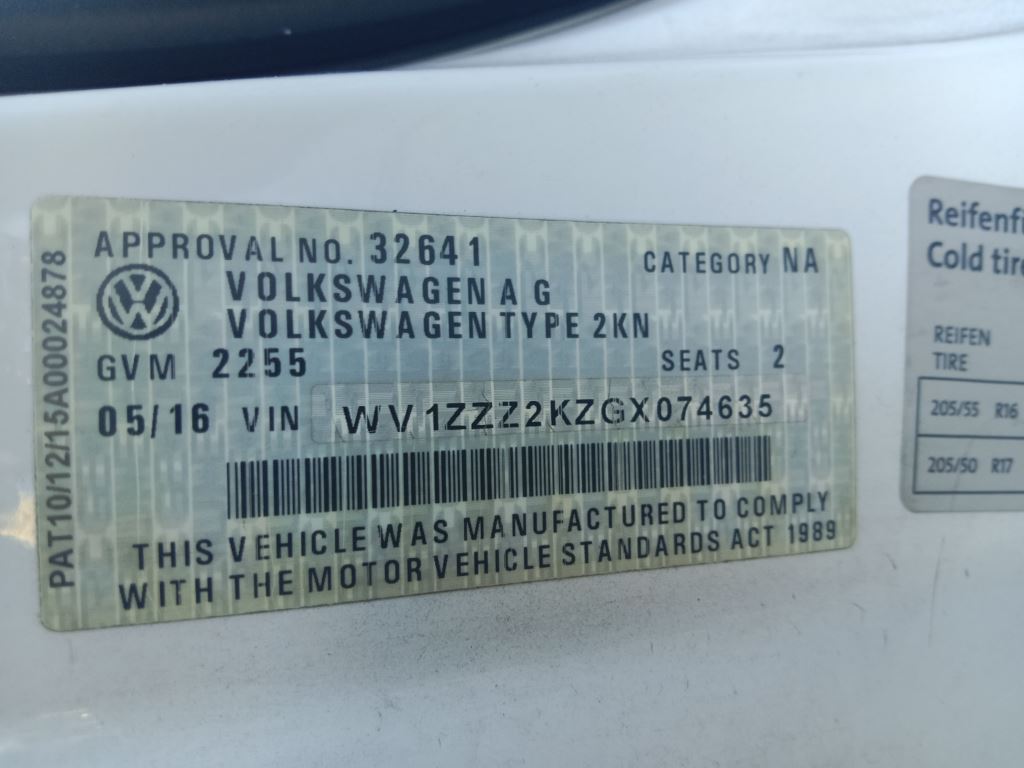 APPROVAL NO. 32641
CATEGORY NA
VOLKSWAGEN AG
VOLKSWAGEN TYPE 2KN
GVM 2255
SEATS 2
05/16 VIN WV1ZZZ2KZGX074635
THIS VEHICLE WAS MANUFACTURED TO COMPLY
WITH THE MOTOR VEHICLE STANDARDS ACT 1989
PAT10/12/15A000024878
Cold
REIFEN
TIRE
205/55 R16
205/50 R17